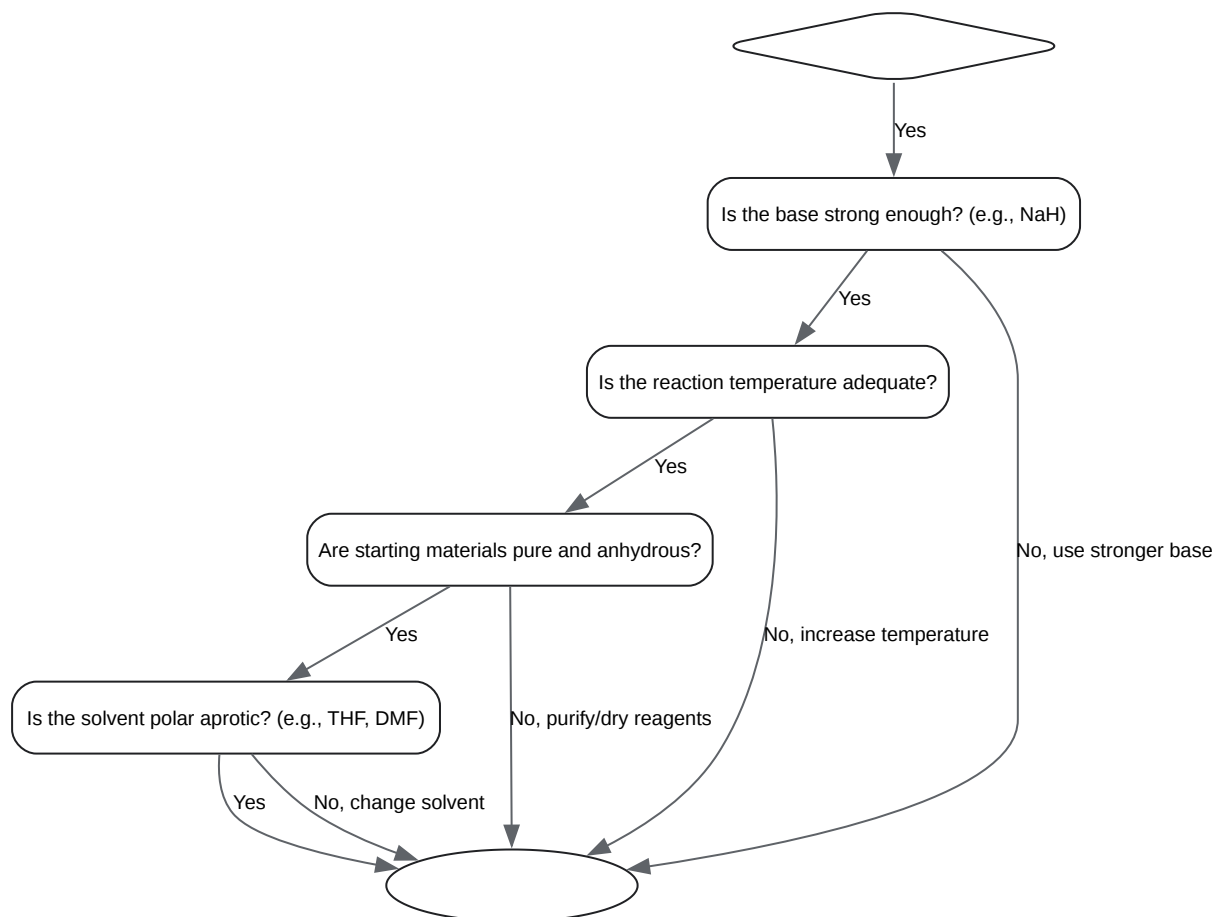 Yes
Is the base strong enough? (e.g., NaH)
Yes
Is the reaction temperature adequate?
Yes
Are starting materials pure and anhydrous?
No, use stronger base
Yes
No, increase temperature
Is the solvent polar aprotic? (e.g., THF, DMF)
No, purify/dry reagents
Yes
No, change solvent